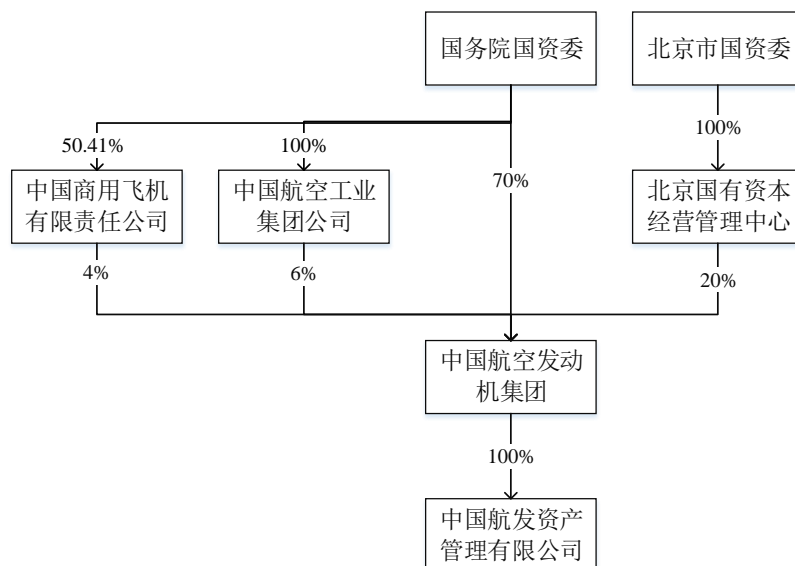 国务院国资委
北京市国资委
50.41%
100%
70%
100%
中国商用飞机
有限责任公司
中国航空工业
集团公司
北京国有资本
经营管理中心
4%
6%
20%
中国航空发动
机集团
100%
中国航发资产
管理有限公司